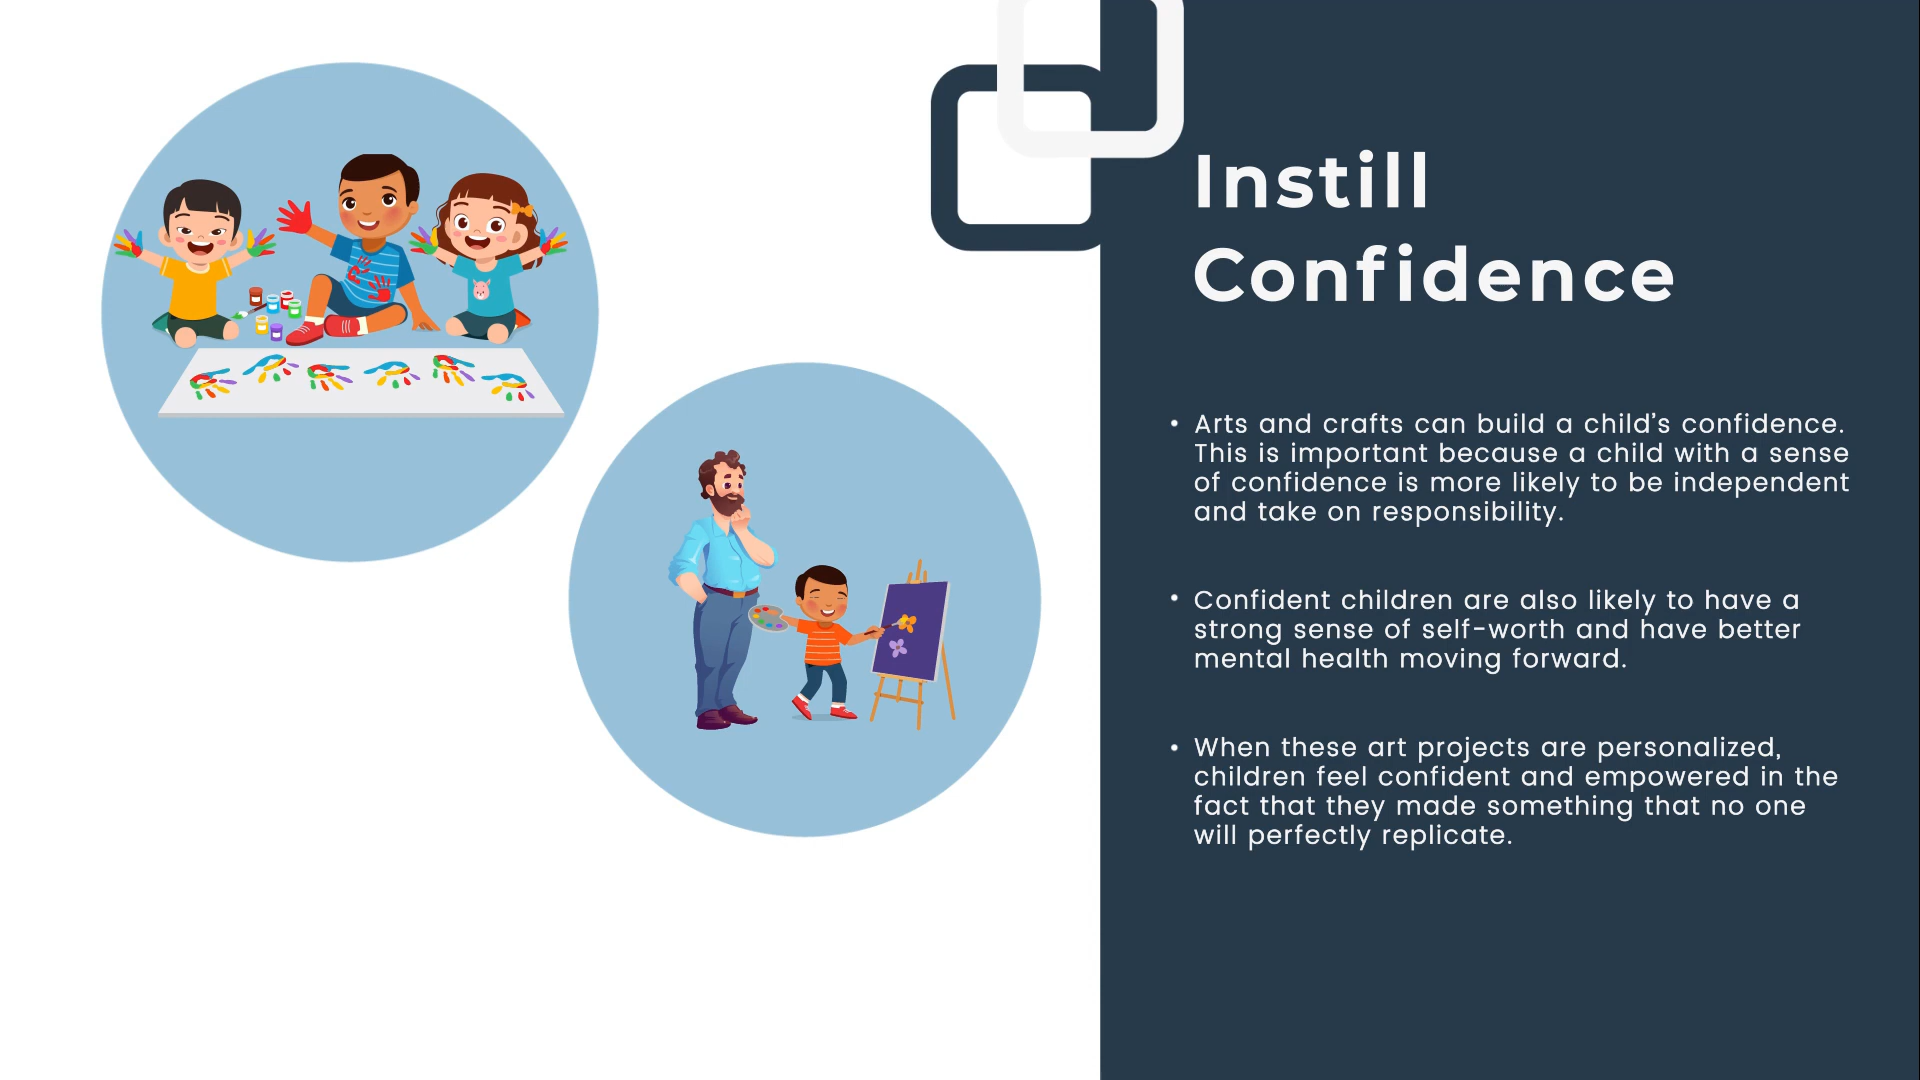 Instill
Confidence
• Arts and crafts can build a child’s confidence.
This is important because a child with a sense
of confidence is more likely to be independent
and take on responsibility.
• Confident children are also likely to have a
strong sense of self-worth and have better
mental health moving forward.
• When these art projects are personalized,
children feel confident and empowered in the
fact that they made something that no one
will perfectly replicate.